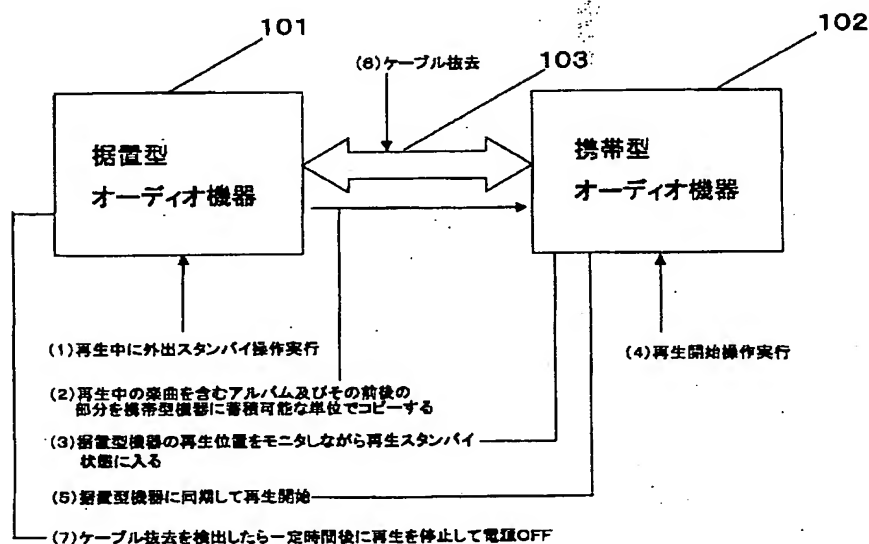 101
102
(6)ケーブル抜去
103
据置型
オーディオ機器
携帯型
オーディオ機器
(1)再生中に外出スタンバイ操作実行
(4)再生開始操作実行
(2)再生中の楽曲を含むアルバム及びその前後の
部分を携帯型機器に蓄積可能な単位でコピーする
(3)据置型機器の再生位置をモニタしながら再生スタンバイ
状態に入る
(5)据置型機器に同期して再生開始
(7)ケーブル抜去を検出したら一定時間後に再生を停止して電源OFF